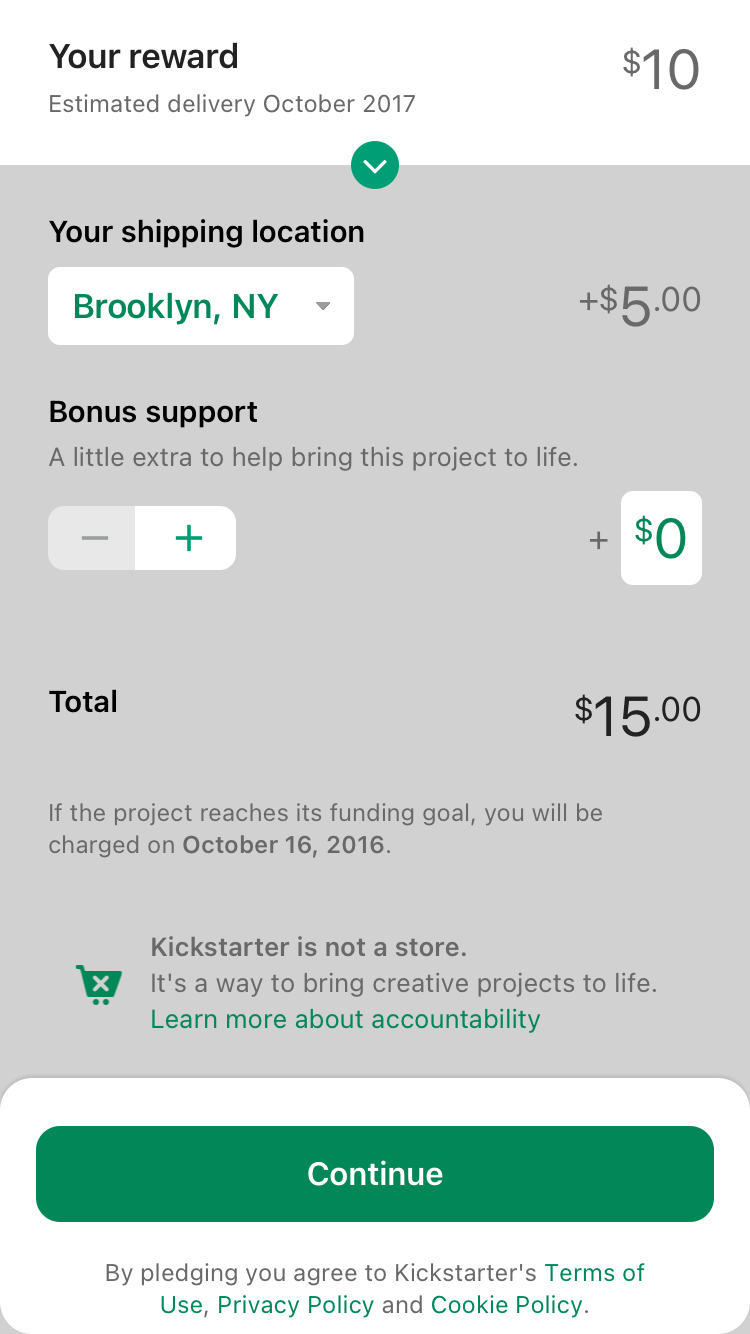 Your reward
$10
Estimated delivery October 2017
Your shipping location
Brooklyn, NY
+$5.00
Bonus support
A little extra to help bring this project to life.
− +
+ $0
Total
$15.00
If the project reaches its funding goal, you will be
charged on October 16, 2016.
Kickstarter is not a store.
It's a way to bring creative projects to life.
Learn more about accountability
Continue
By pledging you agree to Kickstarter's Terms of
Use, Privacy Policy and Cookie Policy.